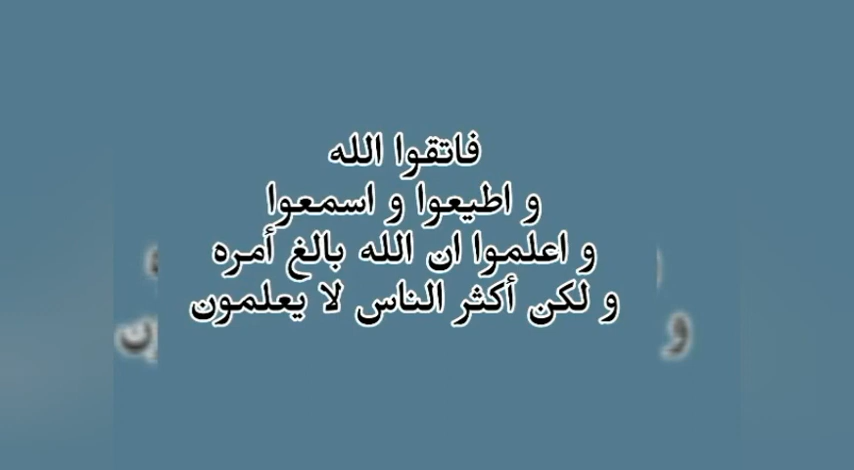 فاتقوا الله
و اطيعوا و اسمعوا
و اعلموا ان الله بالغ أمره
و لكن أكثر الناس لا يعلمون